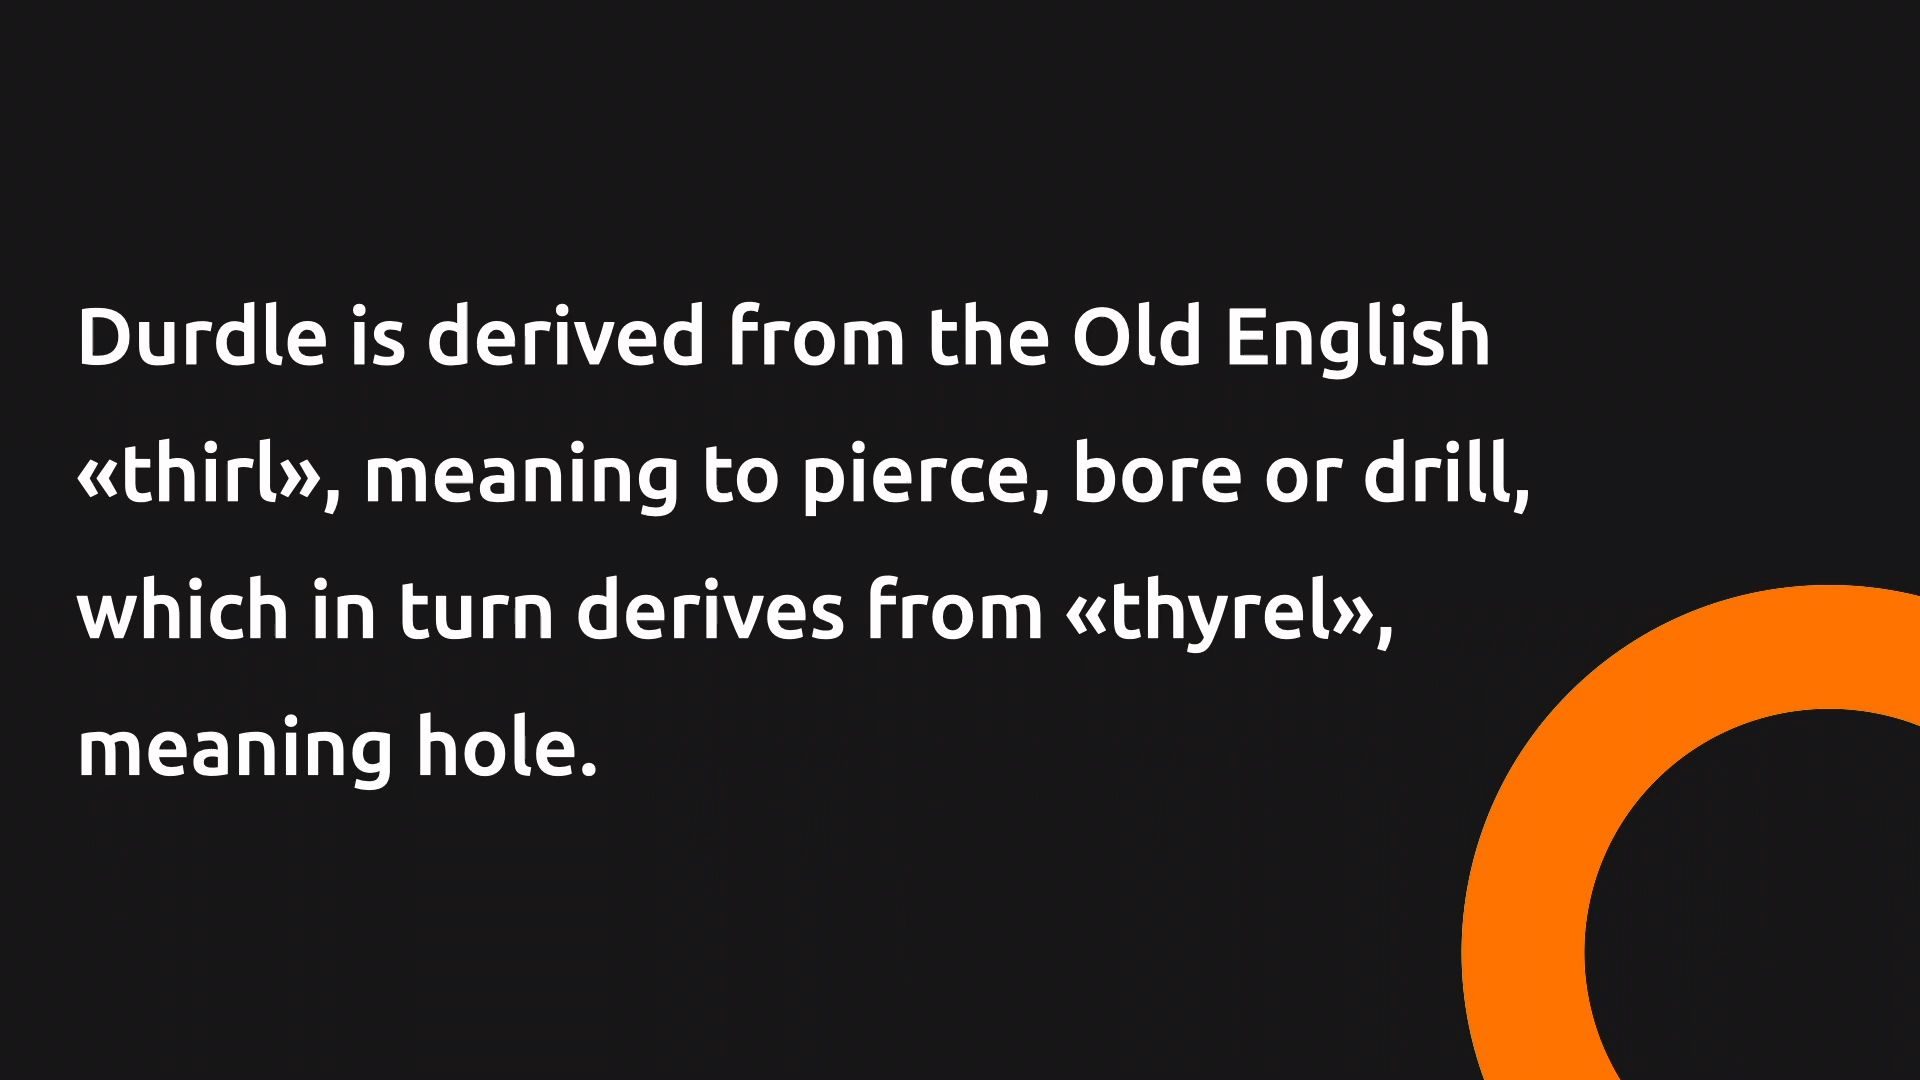 Durdle is derived from the Old English
«thirl», meaning to pierce, bore or drill,
which in turn derives from «thyrel»,
meaning hole.